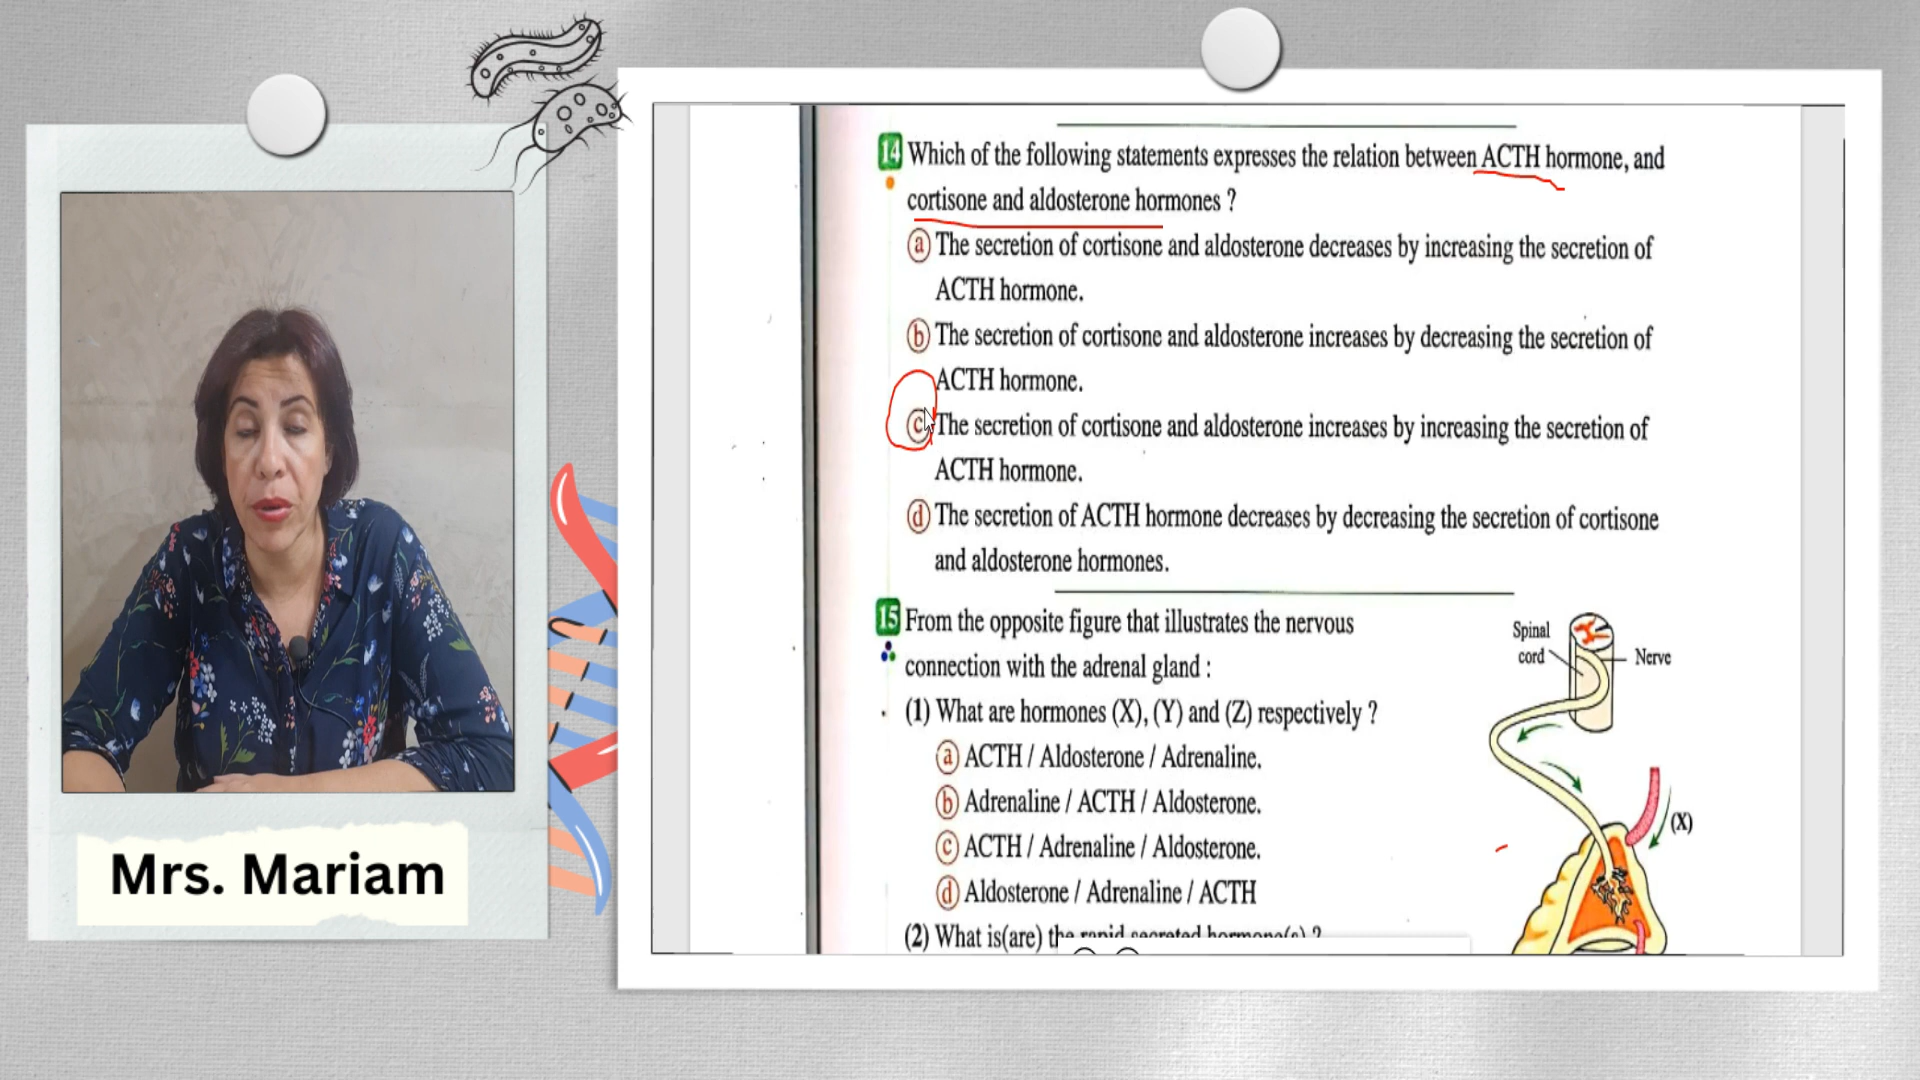 14 Which of the following statements expresses the relation between ACTH hormone, and
cortisone and aldosterone hormones ?
a The secretion of cortisone and aldosterone decreases by increasing the secretion of
ACTH hormone.
b The secretion of cortisone and aldosterone increases by decreasing the secretion of
ACTH hormone.
c The secretion of cortisone and aldosterone increases by increasing the secretion of
ACTH hormone.
d The secretion of ACTH hormone decreases by decreasing the secretion of cortisone
and aldosterone hormones.
15 From the opposite figure that illustrates the nervous
connection with the adrenal gland :
(1) What are hormones (X), (Y) and (Z) respectively ?
a ACTH / Aldosterone / Adrenaline.
b Adrenaline / ACTH / Aldosterone.
c ACTH / Adrenaline / Aldosterone.
d Aldosterone / Adrenaline / ACTH
(2) What is(are) the rapid secreted hormone(s) ?
Spinal
cord
Nerve
(X)
Mrs. Mariam